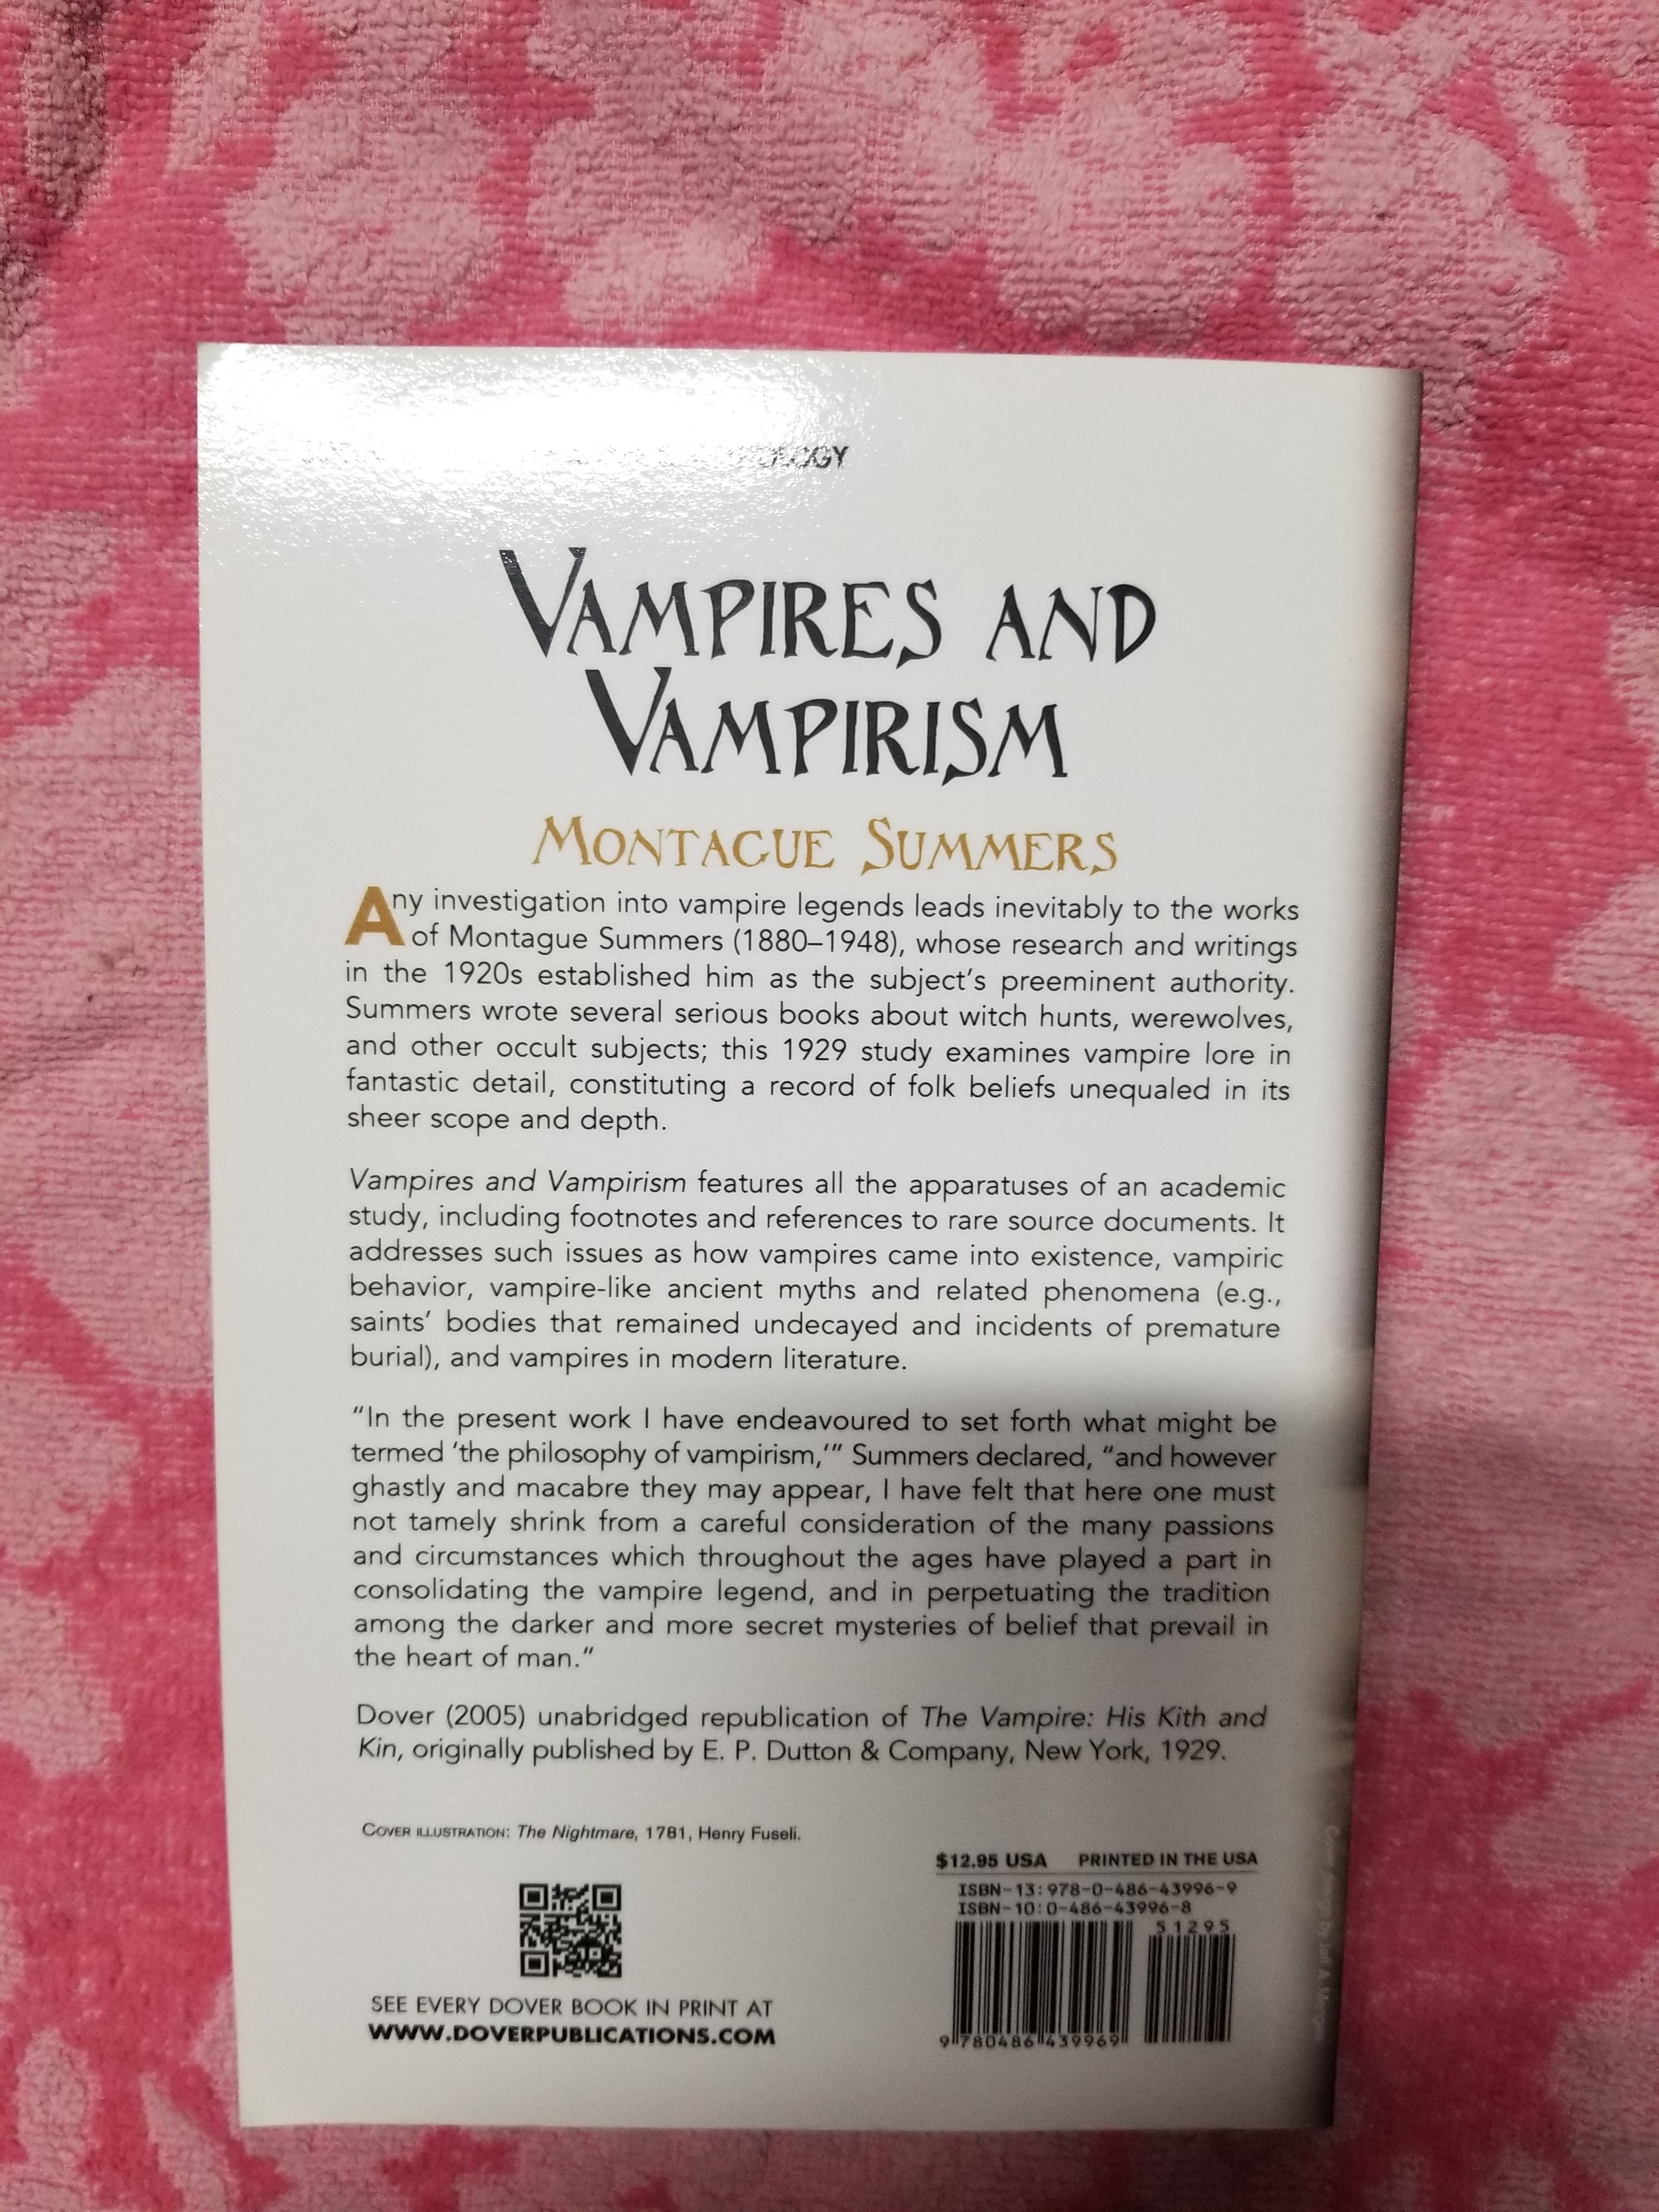 VAMPIRES AND
VAMPIRISM
MONTAGUE SUMMERS
Any investigation into vampire legends leads inevitably to the works
of Montague Summers (1880–1948), whose research and writings
in the 1920s established him as the subject's preeminent authority.
Summers wrote several serious books about witch hunts, werewolves,
and other occult subjects; this 1929 study examines vampire lore in
fantastic detail, constituting a record of folk beliefs unequaled in its
sheer scope and depth.
Vampires and Vampirism features all the apparatuses of an academic
study, including footnotes and references to rare source documents. It
addresses such issues as how vampires came into existence, vampiric
behavior, vampire-like ancient myths and related phenomena (e.g.,
saints' bodies that remained undecayed and incidents of premature
burial), and vampires in modern literature.
"In the present work I have endeavoured to set forth what might be
termed 'the philosophy of vampirism,'" Summers declared, "and however
ghastly and macabre they may appear, I have felt that here one must
not tamely shrink from a careful consideration of the many passions
and circumstances which throughout the ages have played a part in
consolidating the vampire legend, and in perpetuating the tradition
among the darker and more secret mysteries of belief that prevail in
the heart of man."
Dover (2005) unabridged republication of The Vampire: His Kith and
Kin, originally published by E. P. Dutton & Company, New York, 1929.
COVER ILLUSTRATION: The Nightmare, 1781, Henry Fuseli.
$12.95 USA PRINTED IN THE USA
ISBN-13: 978-0-486-43996-9
ISBN-10: 0-486-43996-8
51295
9 780486 439969
SEE EVERY DOVER BOOK IN PRINT AT
WWW.DOVERPUBLICATIONS.COM